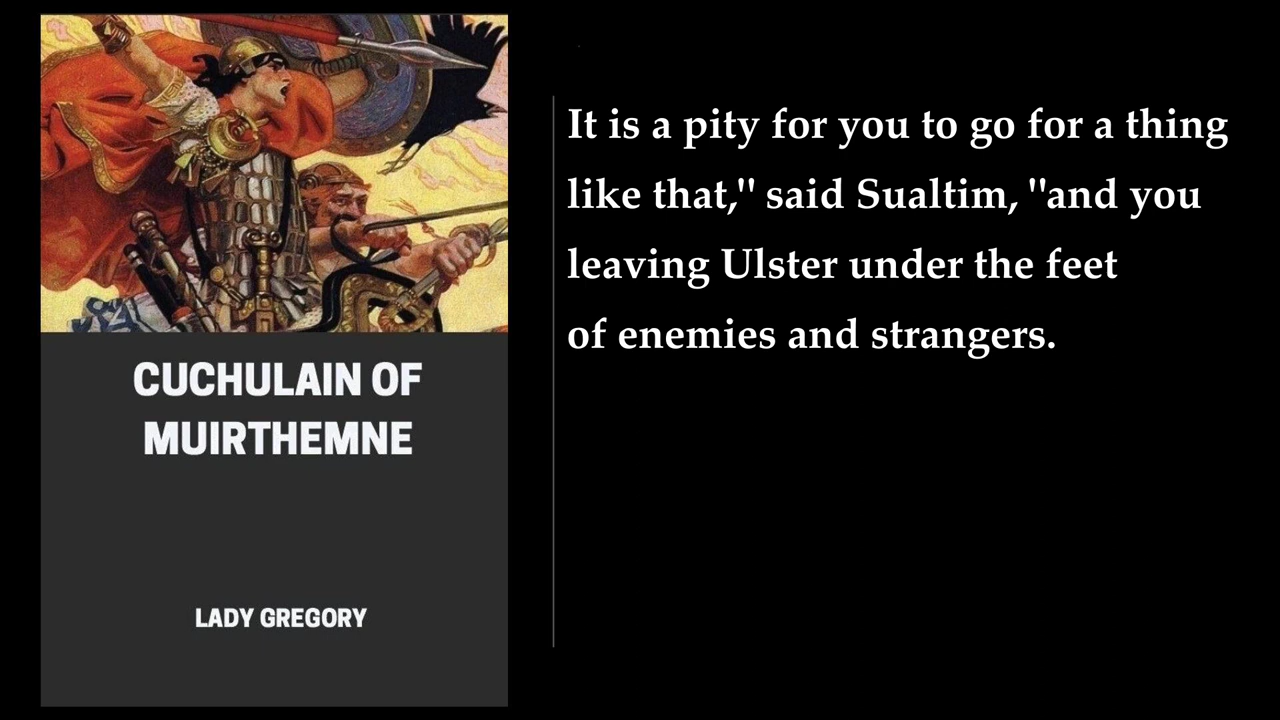 CUCHULAIN OF
MUIRTHEMNE
LADY GREGORY
It is a pity for you to go for a thing
like that," said Sualtim, "and you
leaving Ulster under the feet
of enemies and strangers.